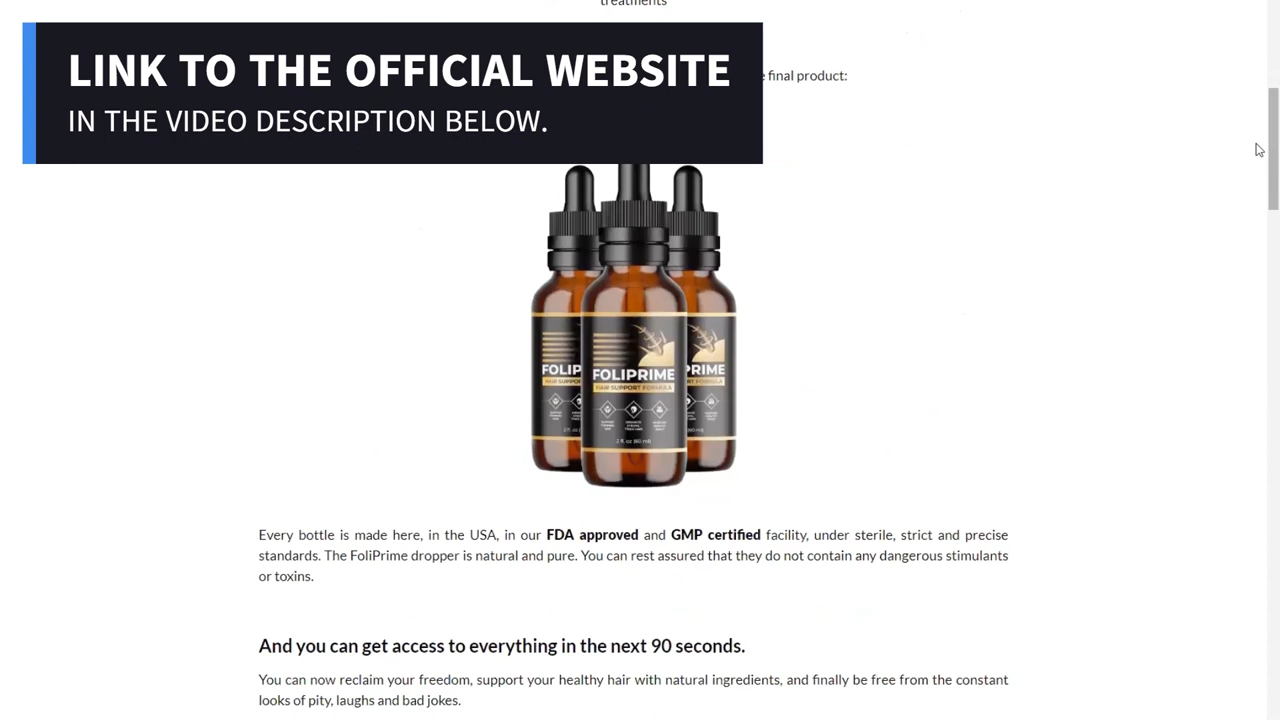 treatments
LINK TO THE OFFICIAL WEBSITE
IN THE VIDEO DESCRIPTION BELOW.
final product:
FOLIPRIME
HAIR SUPPORT FORMULA
2 fl. oz (60 ml)
Every bottle is made here, in the USA, in our FDA approved and GMP certified facility, under sterile, strict and precise
standards. The FoliPrime dropper is natural and pure. You can rest assured that they do not contain any dangerous stimulants
or toxins.
And you can get access to everything in the next 90 seconds.
You can now reclaim your freedom, support your healthy hair with natural ingredients, and finally be free from the constant
looks of pity, laughs and bad jokes.